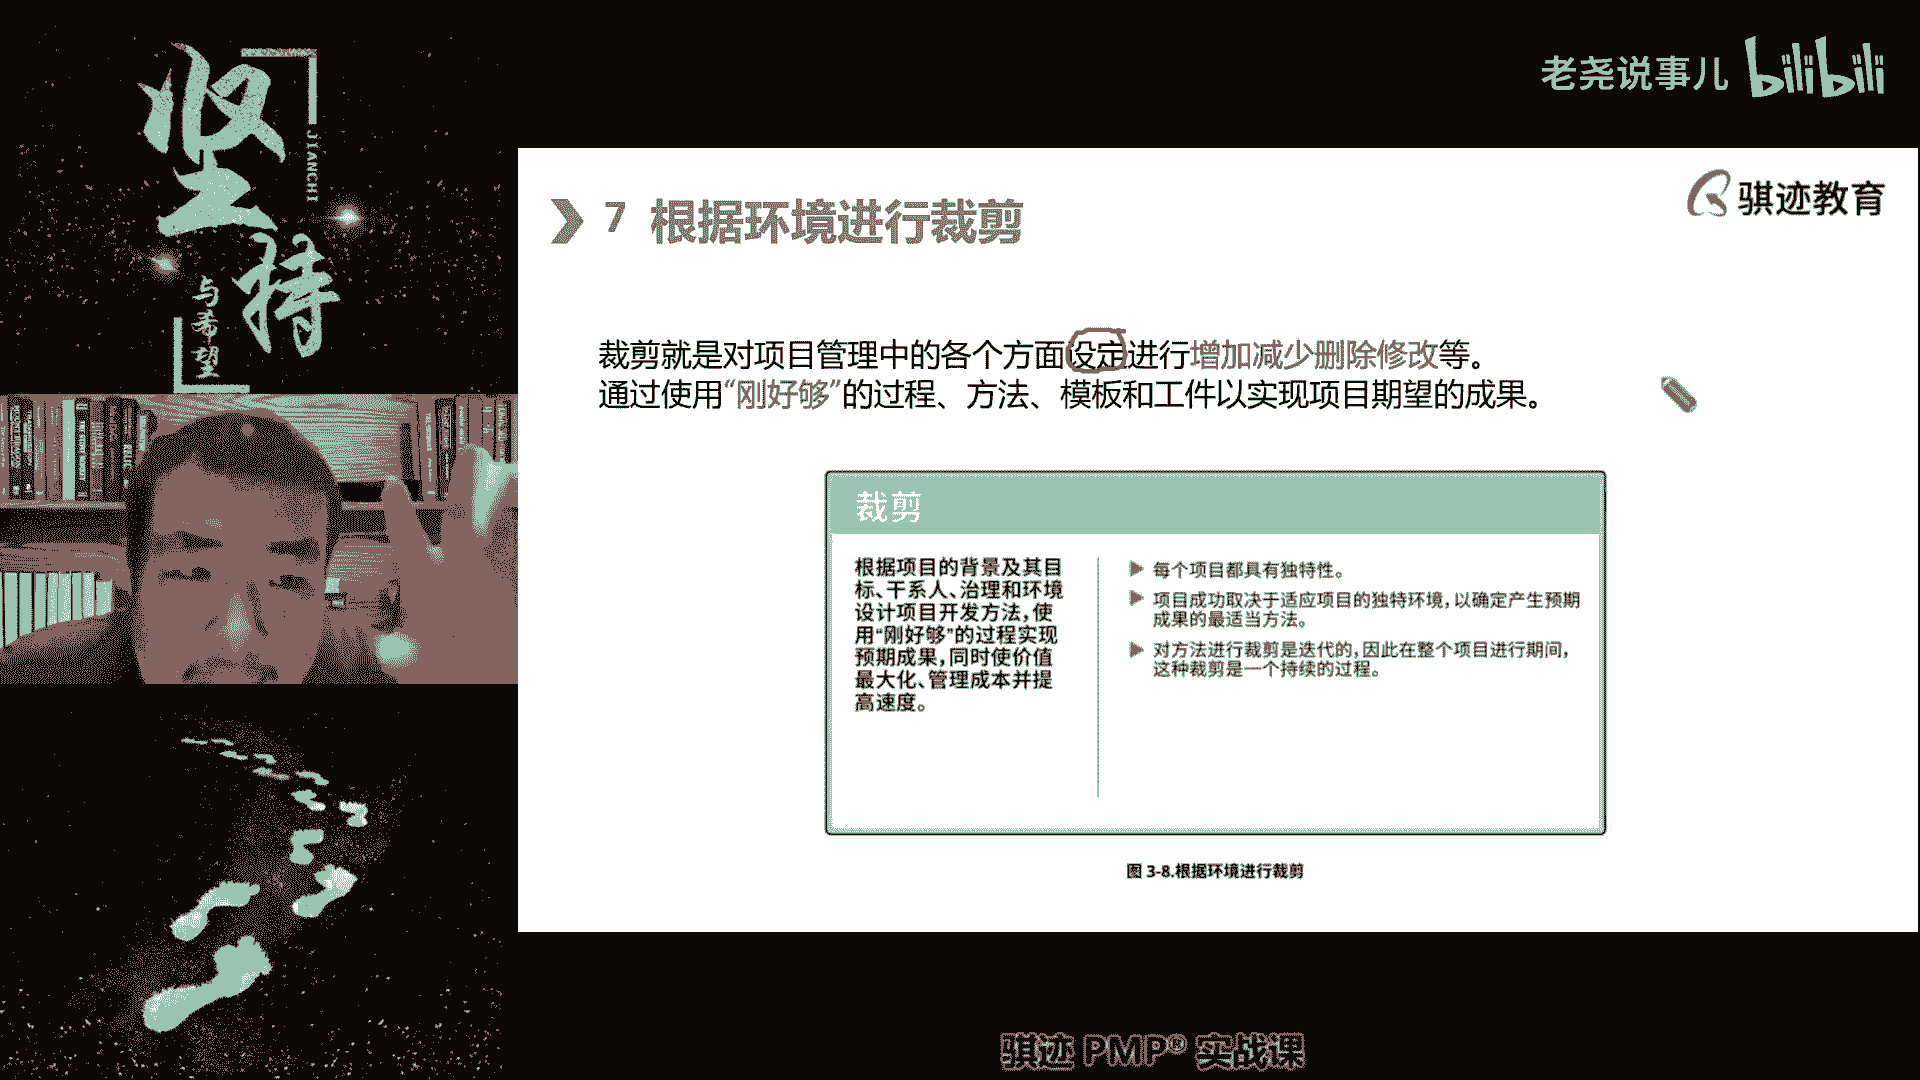 坚持
JIANCHI
与希望
老尧说事儿 bilibili
骐迹教育
7 根据环境进行裁剪
裁剪就是对项目管理中的各个方面设定进行增加减少删除修改等。
通过使用“刚好够”的过程、方法、模板和工件以实现项目期望的成果。
裁剪
根据项目的背景及其目
标、干系人、治理和环境
设计项目开发方法，使
用“刚好够”的过程实现
预期成果，同时使价值
最大化、管理成本并提
高速度。
每个项目都具有独特性。
项目成功取决于适应项目的独特环境，以确定产生预期
成果的最适当方法。
对方法进行裁剪是迭代的，因此在整个项目进行期间，
这种裁剪是一个持续的过程。
图 3-8.根据环境进行裁剪
骐迹 PMP® 实战课